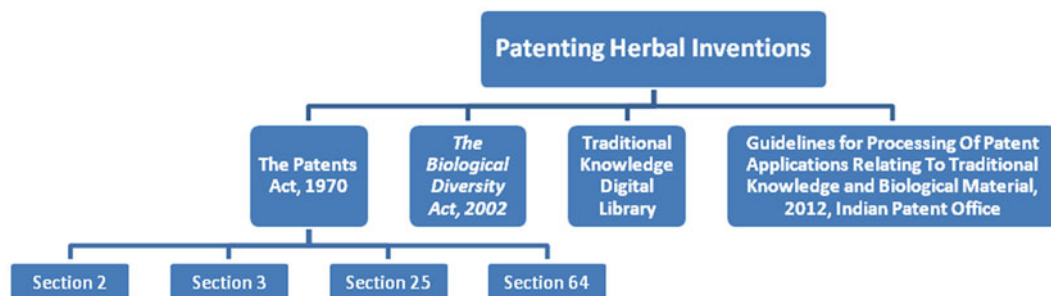 Patenting Herbal Inventions
The Patents
Act, 1970
The
Biological
Diversity
Act, 2002
Traditional
Knowledge
Digital
Library
Guidelines for Processing Of Patent
Applications Relating To Traditional
Knowledge and Biological Material,
2012, Indian Patent Office
Section 2
Section 3
Section 25
Section 64